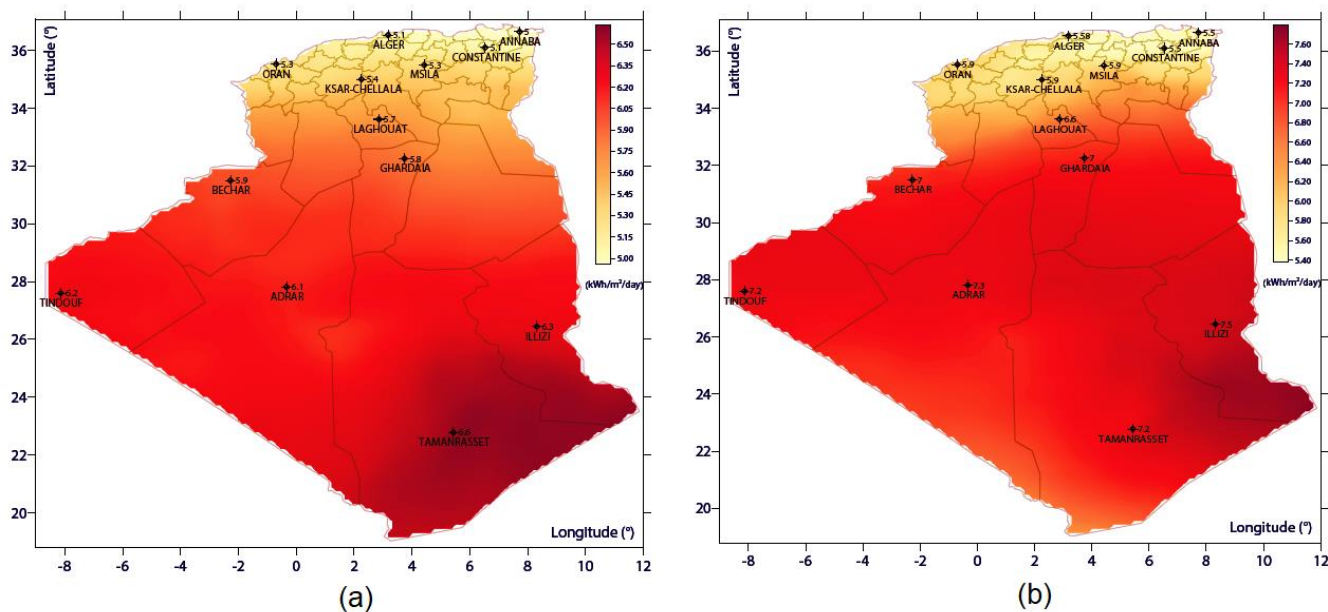 Latitude (°)
36
34
32
30
28
26
24
22
20
5.1
ALGER
5
ANNABA
5.1
CONSTANTINE
5.3
ORAN
5.4
KSAR-CHELLALA
5.3
MSILA
5.7
LAGHOUAT
5.8
GHARDAIA
5.9
BECHAR
6.2
TINDOUF
6.1
ADRAR
6.3
ILLIZI
6.6
TAMANRASSET
6.50
6.35
6.20
6.05
5.90
5.75
5.60
5.45
5.30
5.15
5.00
(kWh/m²/day)
Longitude (°)
-8 -6 -4 -2 0 2 4 6 8 10 12
(a)
Latitude (°)
36
34
32
30
28
26
24
22
20
5.58
ALGER
5.5
ANNABA
5.5
CONSTANTINE
5.9
ORAN
5.9
KSAR-CHELLALA
5.9
MSILA
6.6
LAGHOUAT
7
GHARDAIA
7
BECHAR
7.2
TINDOUF
7.3
ADRAR
7.5
ILLIZI
7.2
TAMANRASSET
7.60
7.40
7.20
7.00
6.80
6.60
6.40
6.20
6.00
5.80
5.60
5.40
(kWh/m²/day)
Longitude (°)
-8 -6 -4 -2 0 2 4 6 8 10 12
(b)